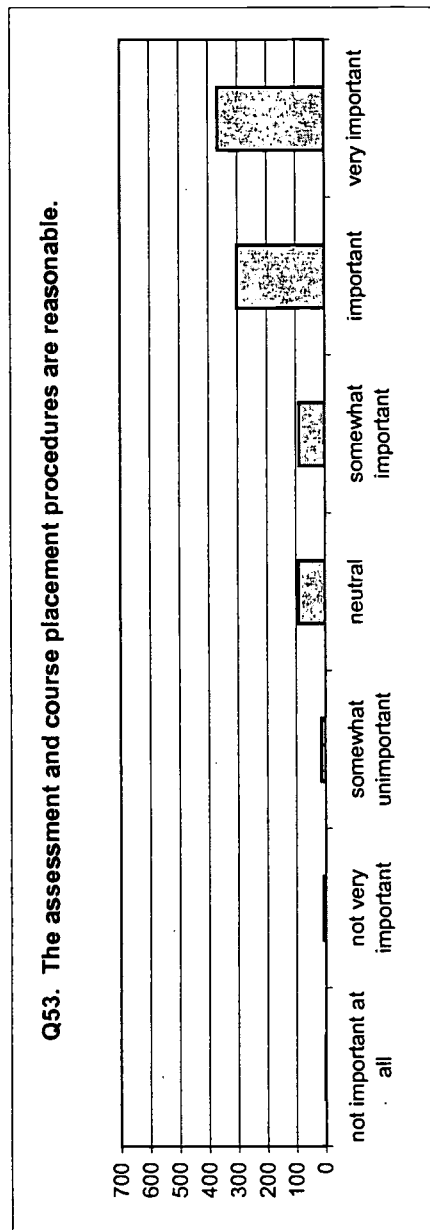 Q53. The assessment and course placement procedures are reasonable.
700
600
500
400
300
200
100
0
not important at
all
not very
important
somewhat
unimportant
neutral
somewhat
important
important
very important